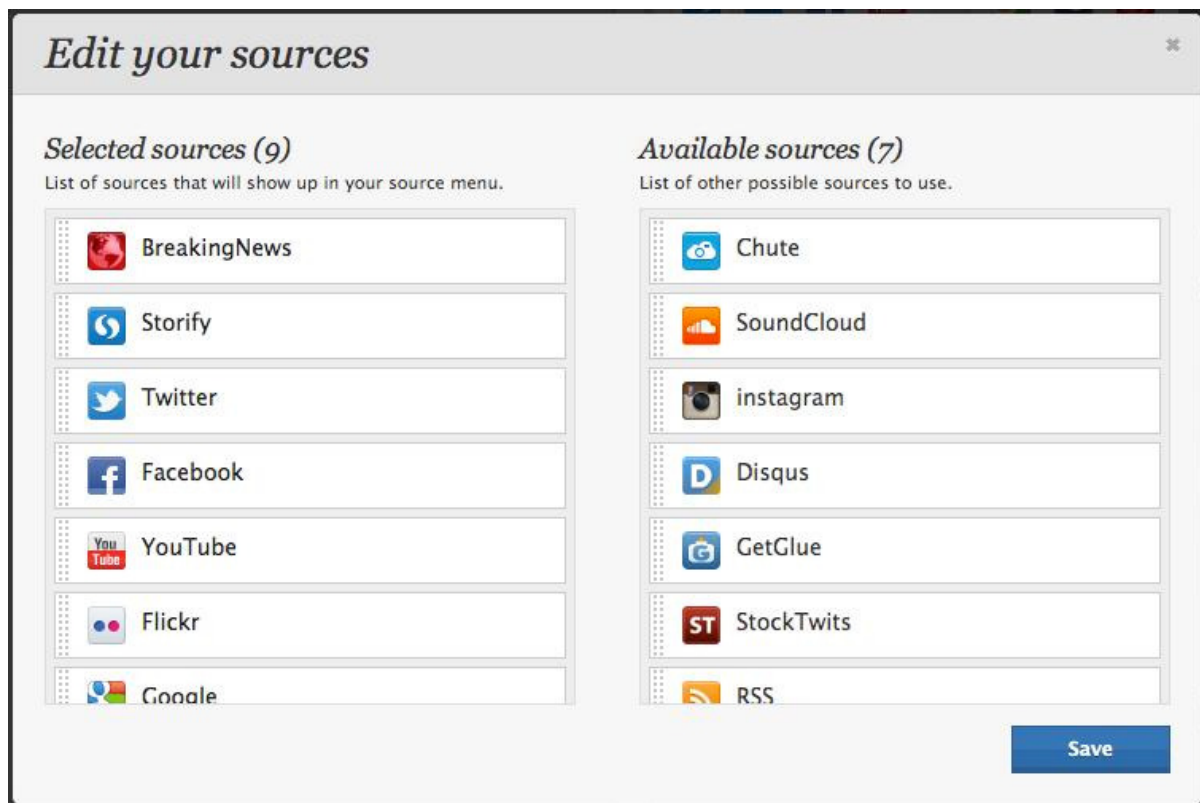 Edit your sources
Selected sources (9)
List of sources that will show up in your source menu.
BreakingNews
Storify
Twitter
Facebook
You
Tube
YouTube
Flickr
Google
Available sources (7)
List of other possible sources to use.
Chute
SoundCloud
instagram
D
Disqus
G
GetGlue
ST
StockTwits
RSS
Save